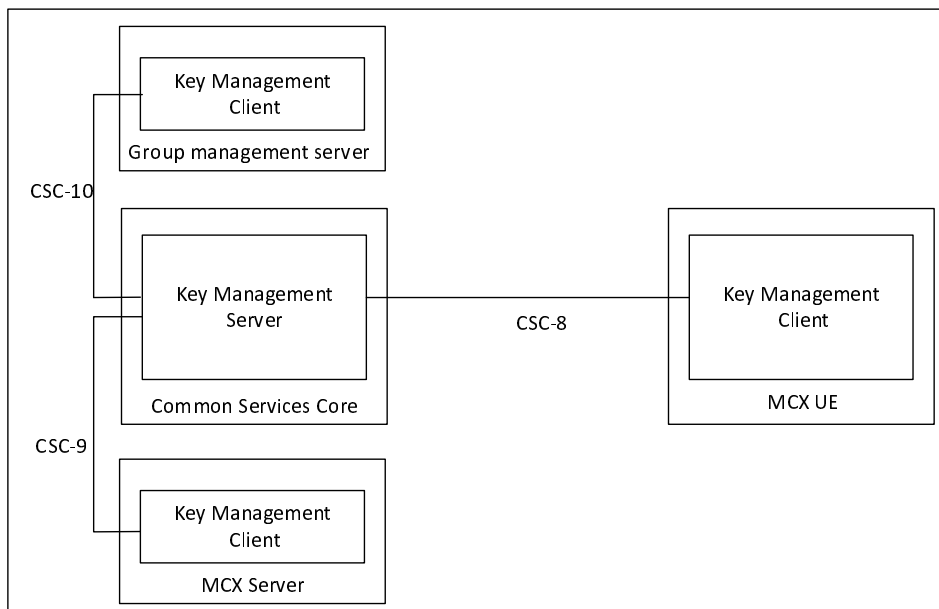 Key Management
Client
Group management server
CSC-10
Key Management
Server
Common Services Core
CSC-8
Key Management
Client
MCX UE
CSC-9
Key Management
Client
MCX Server